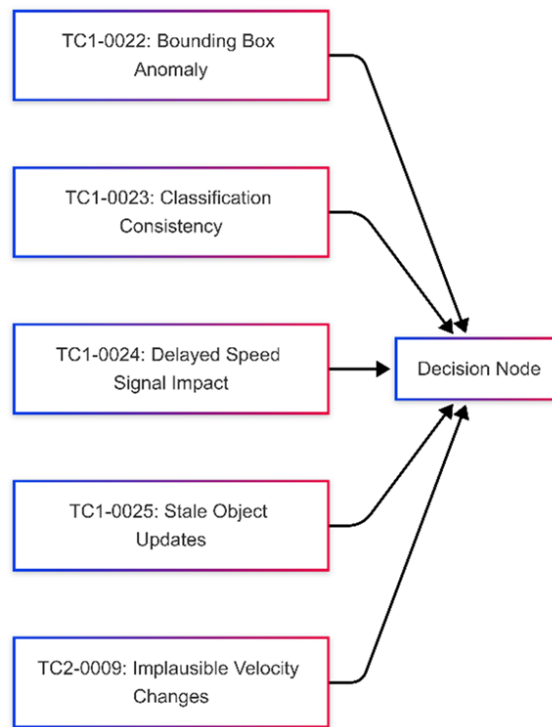 TC1-0022: Bounding Box
Anomaly
TC1-0023: Classification
Consistency
TC1-0024: Delayed Speed
Signal Impact
Decision Node
TC1-0025: Stale Object
Updates
TC2-0009: Implausible Velocity
Changes